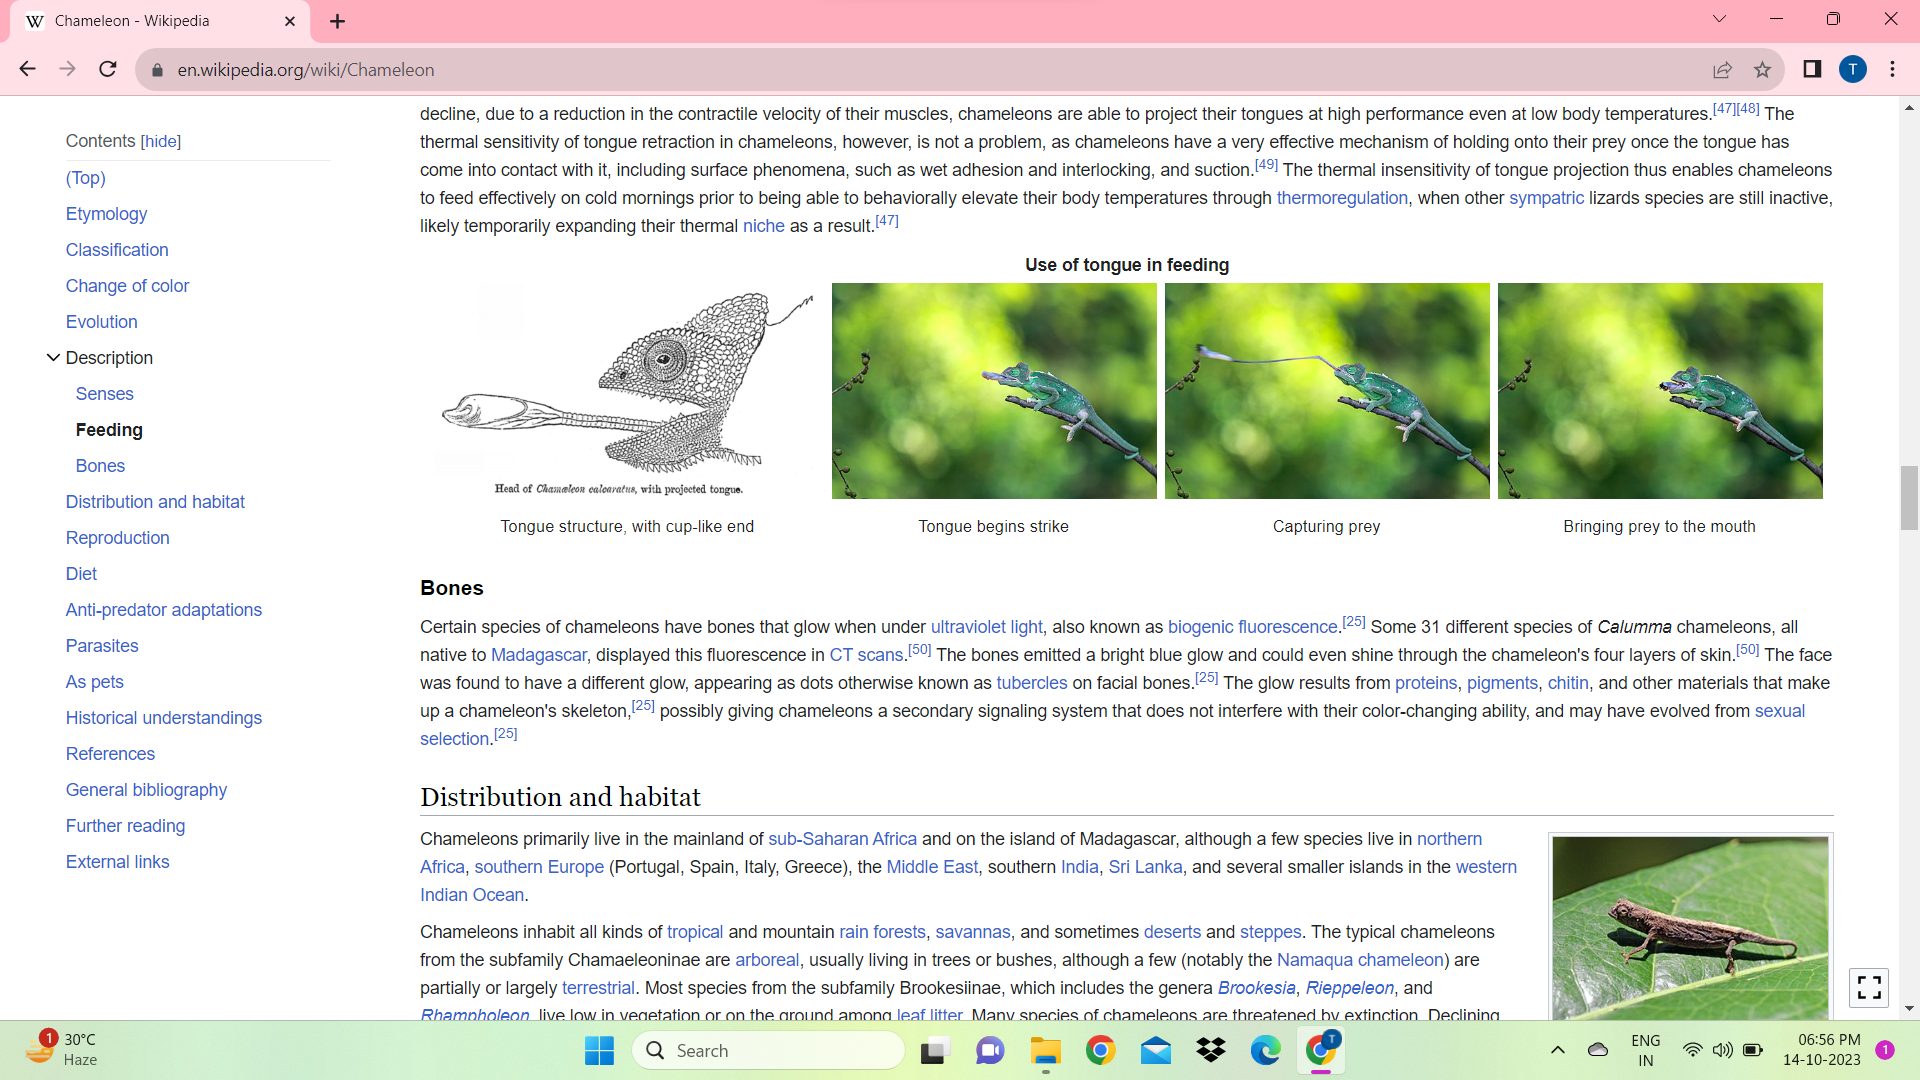 Chameleon - Wikipedia
en.wikipedia.org/wiki/Chameleon
T
Contents [hide]
(Top)
Etymology
Classification
Change of color
Evolution
Description
Senses
Feeding
Bones
Distribution and habitat
Reproduction
Diet
Anti-predator adaptations
Parasites
As pets
Historical understandings
References
General bibliography
Further reading
External links
decline, due to a reduction in the contractile velocity of their muscles, chameleons are able to project their tongues at high performance even at low body temperatures.[47][48] The
thermal sensitivity of tongue retraction in chameleons, however, is not a problem, as chameleons have a very effective mechanism of holding onto their prey once the tongue has
come into contact with it, including surface phenomena, such as wet adhesion and interlocking, and suction.[49] The thermal insensitivity of tongue projection thus enables chameleons
to feed effectively on cold mornings prior to being able to behaviorally elevate their body temperatures through thermoregulation, when other sympatric lizards species are still inactive,
likely temporarily expanding their thermal niche as a result.[47]
Use of tongue in feeding
Head of Chamæleon calcaratus, with projected tongue.
Tongue structure, with cup-like end
Tongue begins strike
Capturing prey
Bringing prey to the mouth
Bones
Certain species of chameleons have bones that glow when under ultraviolet light, also known as biogenic fluorescence.[25] Some 31 different species of Calumma chameleons, all
native to Madagascar, displayed this fluorescence in CT scans.[50] The bones emitted a bright blue glow and could even shine through the chameleon's four layers of skin.[50] The face
was found to have a different glow, appearing as dots otherwise known as tubercles on facial bones.[25] The glow results from proteins, pigments, chitin, and other materials that make
up a chameleon's skeleton,[25] possibly giving chameleons a secondary signaling system that does not interfere with their color-changing ability, and may have evolved from sexual
selection.[25]
Distribution and habitat
Chameleons primarily live in the mainland of sub-Saharan Africa and on the island of Madagascar, although a few species live in northern
Africa, southern Europe (Portugal, Spain, Italy, Greece), the Middle East, southern India, Sri Lanka, and several smaller islands in the western
Indian Ocean.
Chameleons inhabit all kinds of tropical and mountain rain forests, savannas, and sometimes deserts and steppes. The typical chameleons
from the subfamily Chamaeleoninae are arboreal, usually living in trees or bushes, although a few (notably the Namaqua chameleon) are
partially or largely terrestrial. Most species from the subfamily Brookesiinae, which includes the genera Brookesia, Rieppeleon, and
Rhampholeon, live low in vegetation or on the ground among leaf litter. Many species of chameleons are threatened by extinction. Declining
1
30°C
Haze
Search
T
ENG
IN
06:56 PM
14-10-2023
1